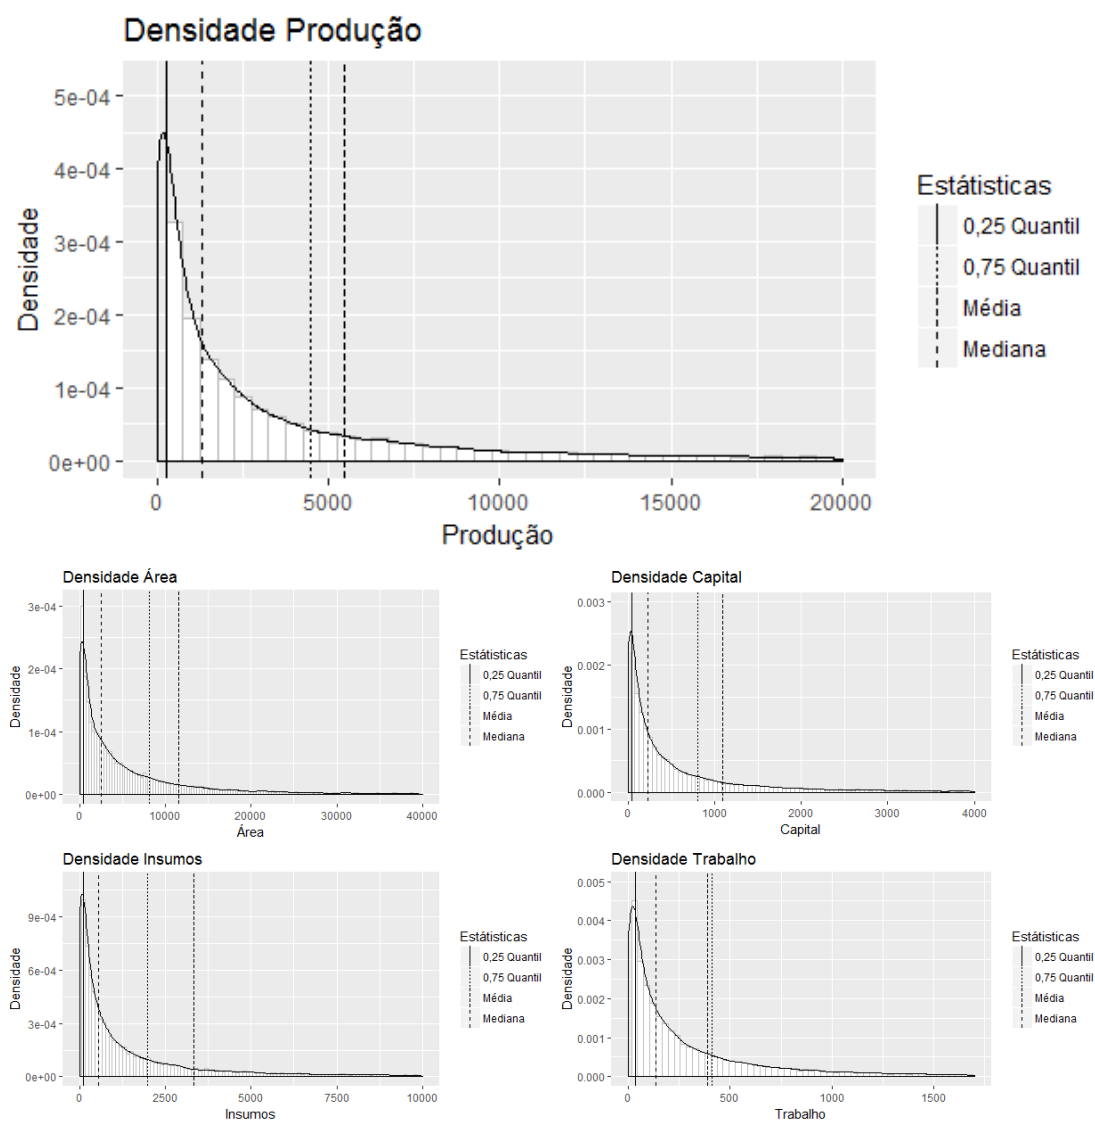 Densidade Produção
5e-04
4e-04
3e-04
2e-04
1e-04
0e+00
Densidade
0 5000 10000 15000 20000
Produção
Estátisticas
0,25 Quantil
0,75 Quantil
Média
Mediana
Densidade Área
3e-04
2e-04
1e-04
0e+00
Densidade
0 10000 20000 30000 40000
Área
Estátisticas
0,25 Quantil
0,75 Quantil
Média
Mediana
Densidade Capital
0.003
0.002
0.001
0.000
Densidade
0 1000 2000 3000 4000
Capital
Estátisticas
0,25 Quantil
0,75 Quantil
Média
Mediana
Densidade Insumos
9e-04
6e-04
3e-04
0e+00
Densidade
0 2500 5000 7500 10000
Insumos
Estátisticas
0,25 Quantil
0,75 Quantil
Média
Mediana
Densidade Trabalho
0.005
0.004
0.003
0.002
0.001
0.000
Densidade
0 500 1000 1500
Trabalho
Estátisticas
0,25 Quantil
0,75 Quantil
Média
Mediana